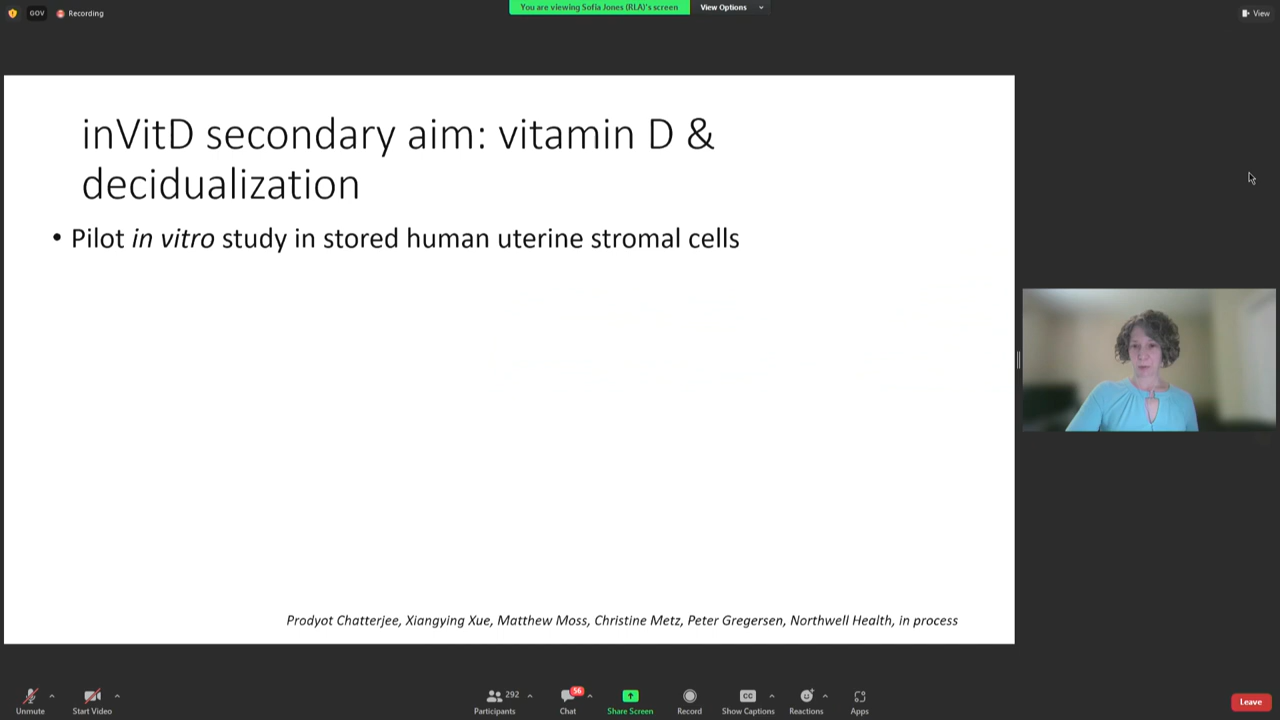 GOV
Recording
You are viewing Sofia Jones (RLA)'s screen
View Options
View
inVitD secondary aim: vitamin D &
decidualization
• Pilot in vitro study in stored human uterine stromal cells
Prodyot Chatterjee, Xiangying Xue, Matthew Moss, Christine Metz, Peter Gregersen, Northwell Health, in process
Unmute
Start Video
292
Participants
56
Chat
Share Screen
Record
CC
Show Captions
Reactions
Apps
Leave